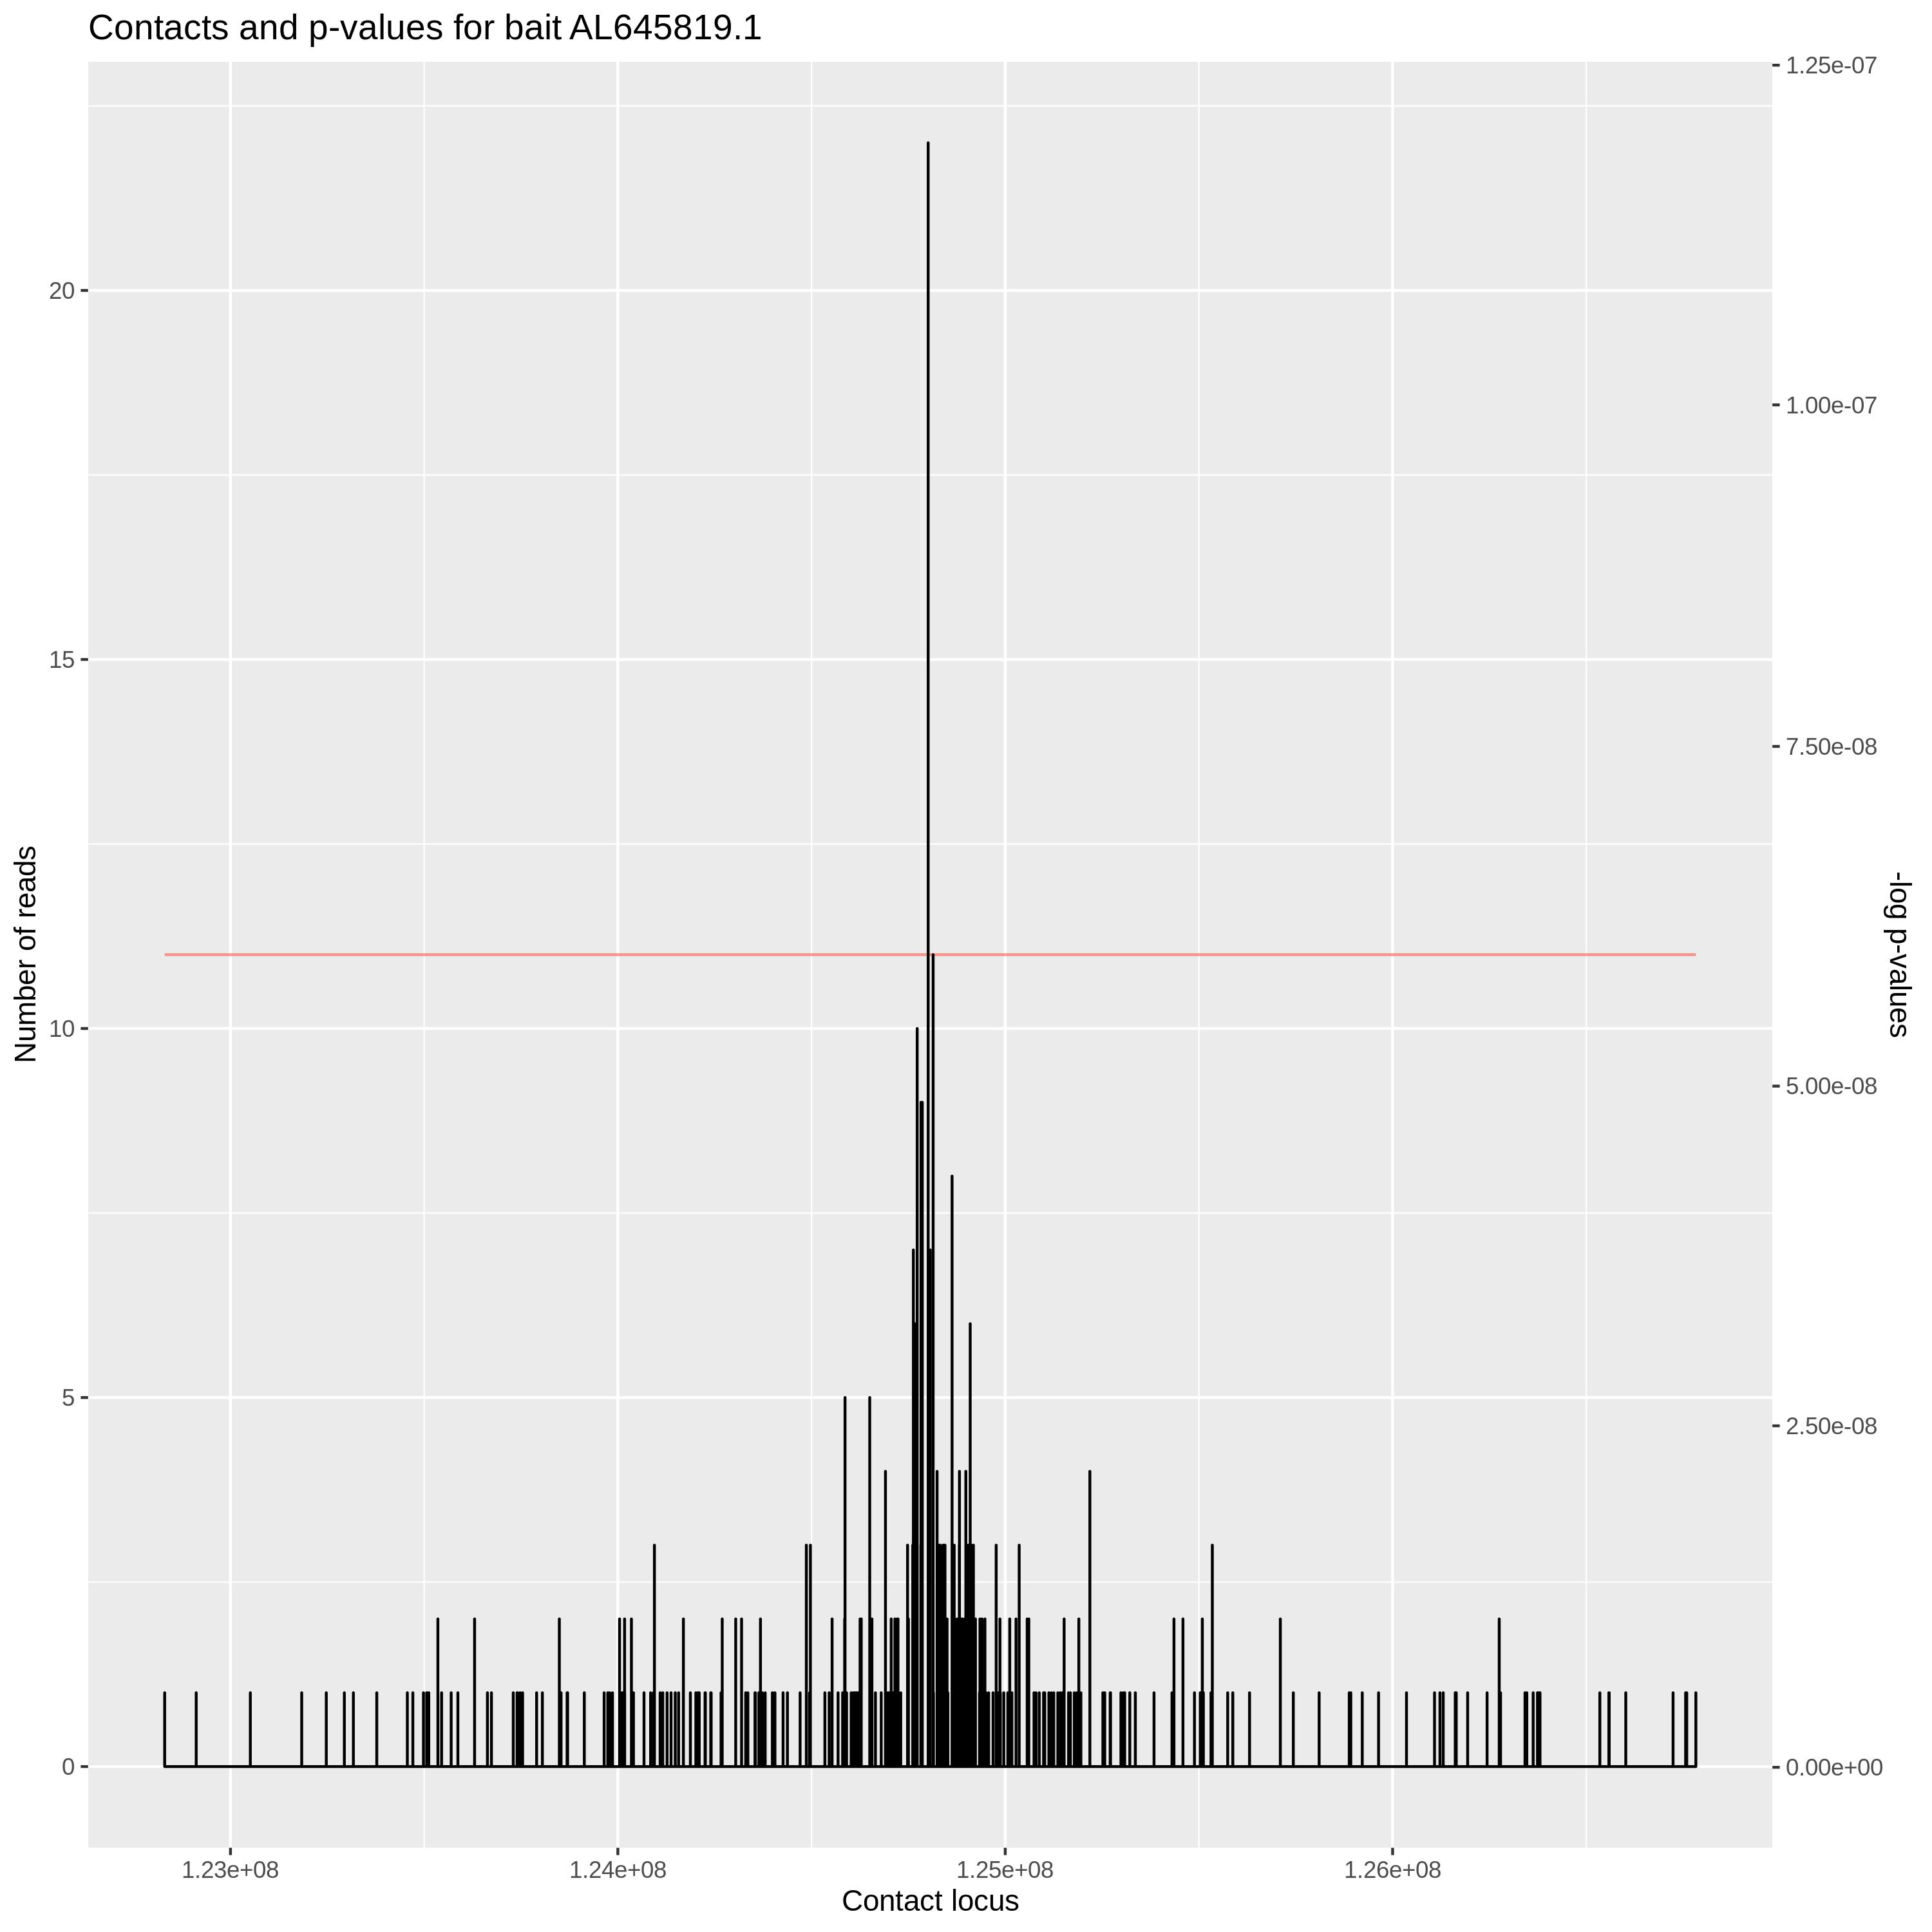 Contacts and p-values for bait AL645819.1
Number of reads
20
15
10
5
0
1.25e-07
1.00e-07
7.50e-08
5.00e-08
2.50e-08
0.00e+00
-log p-values
1.23e+08
1.24e+08
1.25e+08
1.26e+08
Contact locus